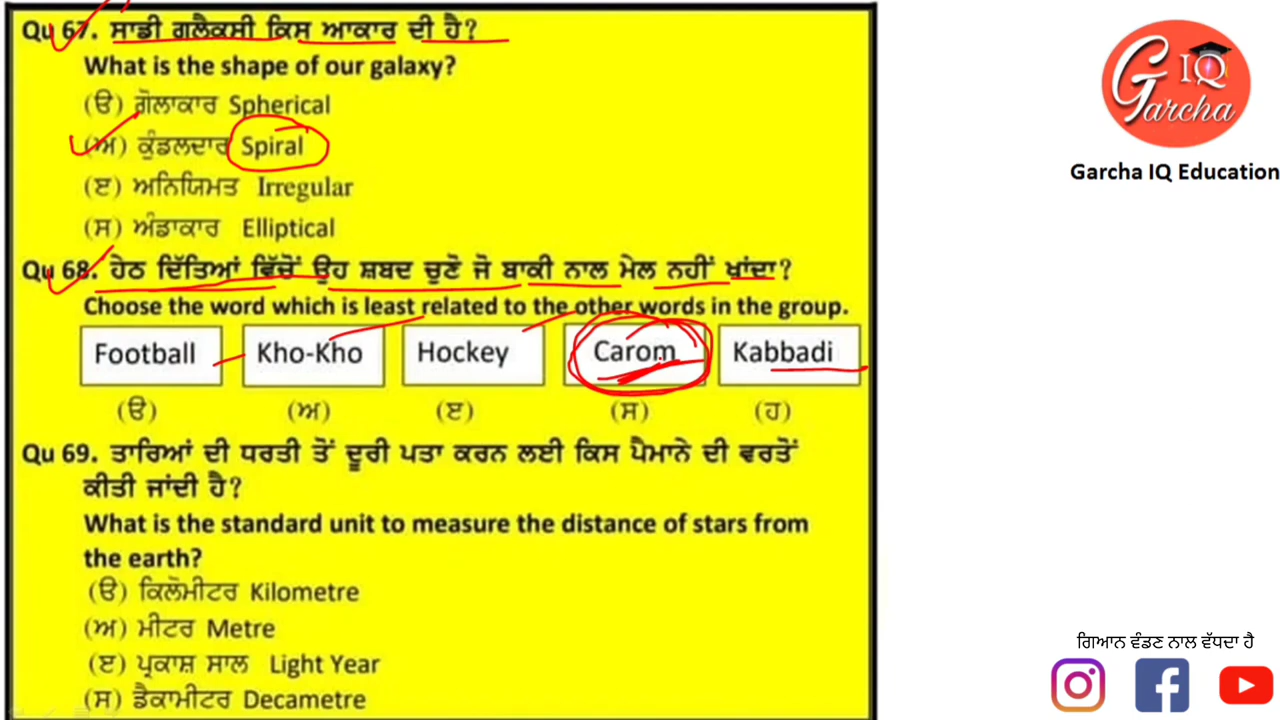 Qu 67. ਸਾਡੀ ਗਲੈਕਸੀ ਕਿਸ ਆਕਾਰ ਦੀ ਹੈ?
What is the shape of our galaxy?
(ੳ) ਗੋਲਾਕਾਰ Spherical
(ਅ) ਕੁੰਡਲਦਾਰ Spiral
(ੲ) ਅਨਿਯਿਮਤ Irregular
(ਸ) ਅੰਡਾਕਾਰ Elliptical
Qu 68. ਹੇਠ ਦਿੱਤਿਆਂ ਵਿੱਚੋਂ ਉਹ ਸ਼ਬਦ ਚੁਣੋ ਜੋ ਬਾਕੀ ਨਾਲ ਮੇਲ ਨਹੀਂ ਖਾਂਦਾ?
Choose the word which is least related to the other words in the group.
Football Kho-Kho Hockey Carom Kabbadi
(ੳ) (ਅ) (ੲ) (ਸ) (ਹ)
Qu 69. ਤਾਰਿਆਂ ਦੀ ਧਰਤੀ ਤੋਂ ਦੂਰੀ ਪਤਾ ਕਰਨ ਲਈ ਕਿਸ ਪੈਮਾਨੇ ਦੀ ਵਰਤੋਂ
ਕੀਤੀ ਜਾਂਦੀ ਹੈ?
What is the standard unit to measure the distance of stars from
the earth?
(ੳ) ਕਿਲੋਮੀਟਰ Kilometre
(ਅ) ਮੀਟਰ Metre
(ੲ) ਪ੍ਰਕਾਸ਼ ਸਾਲ Light Year
(ਸ) ਡੈਕਾਮੀਟਰ Decametre
IQ
Garcha
Garcha IQ Education
ਗਿਆਨ ਵੰਡਣ ਨਾਲ ਵੱਧਦਾ ਹੈ